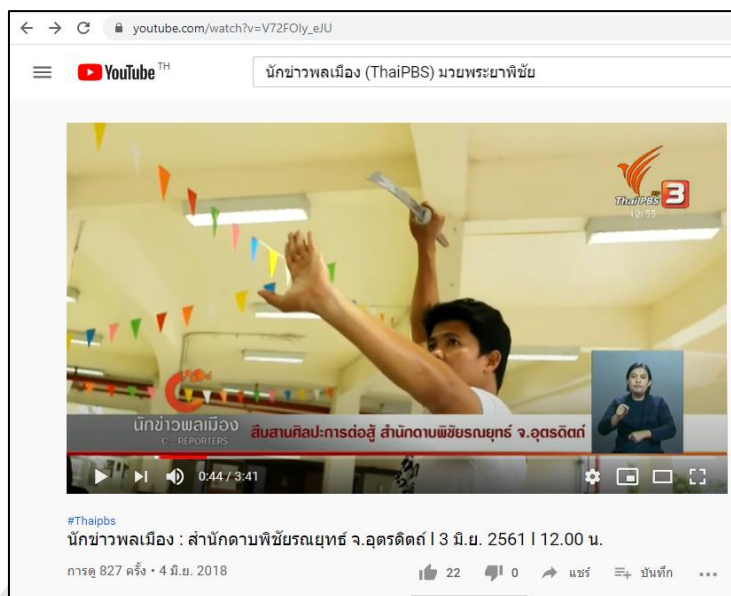 youtube.com/watch?v=V72FOly_eJU
YouTube TH
นักข่าวพลเมือง (ThaiPBS) มวยพระยาพิชัย
ThaiPBS HD 3
12:55
นักข่าวพลเมือง
C_REPORTERS
สืบสานศิลปะการต่อสู้ สำนักดาบพิชัยรณยุทธ์ จ.อุตรดิตถ์
0:44 / 3:41
#Thaipbs
นักข่าวพลเมือง : สำนักดาบพิชัยรณยุทธ์ จ.อุตรดิตถ์ l 3 มิ.ย. 2561 l 12.00 น.
การดู 827 ครั้ง • 4 มิ.ย. 2018
22 0 แชร์ บันทึก